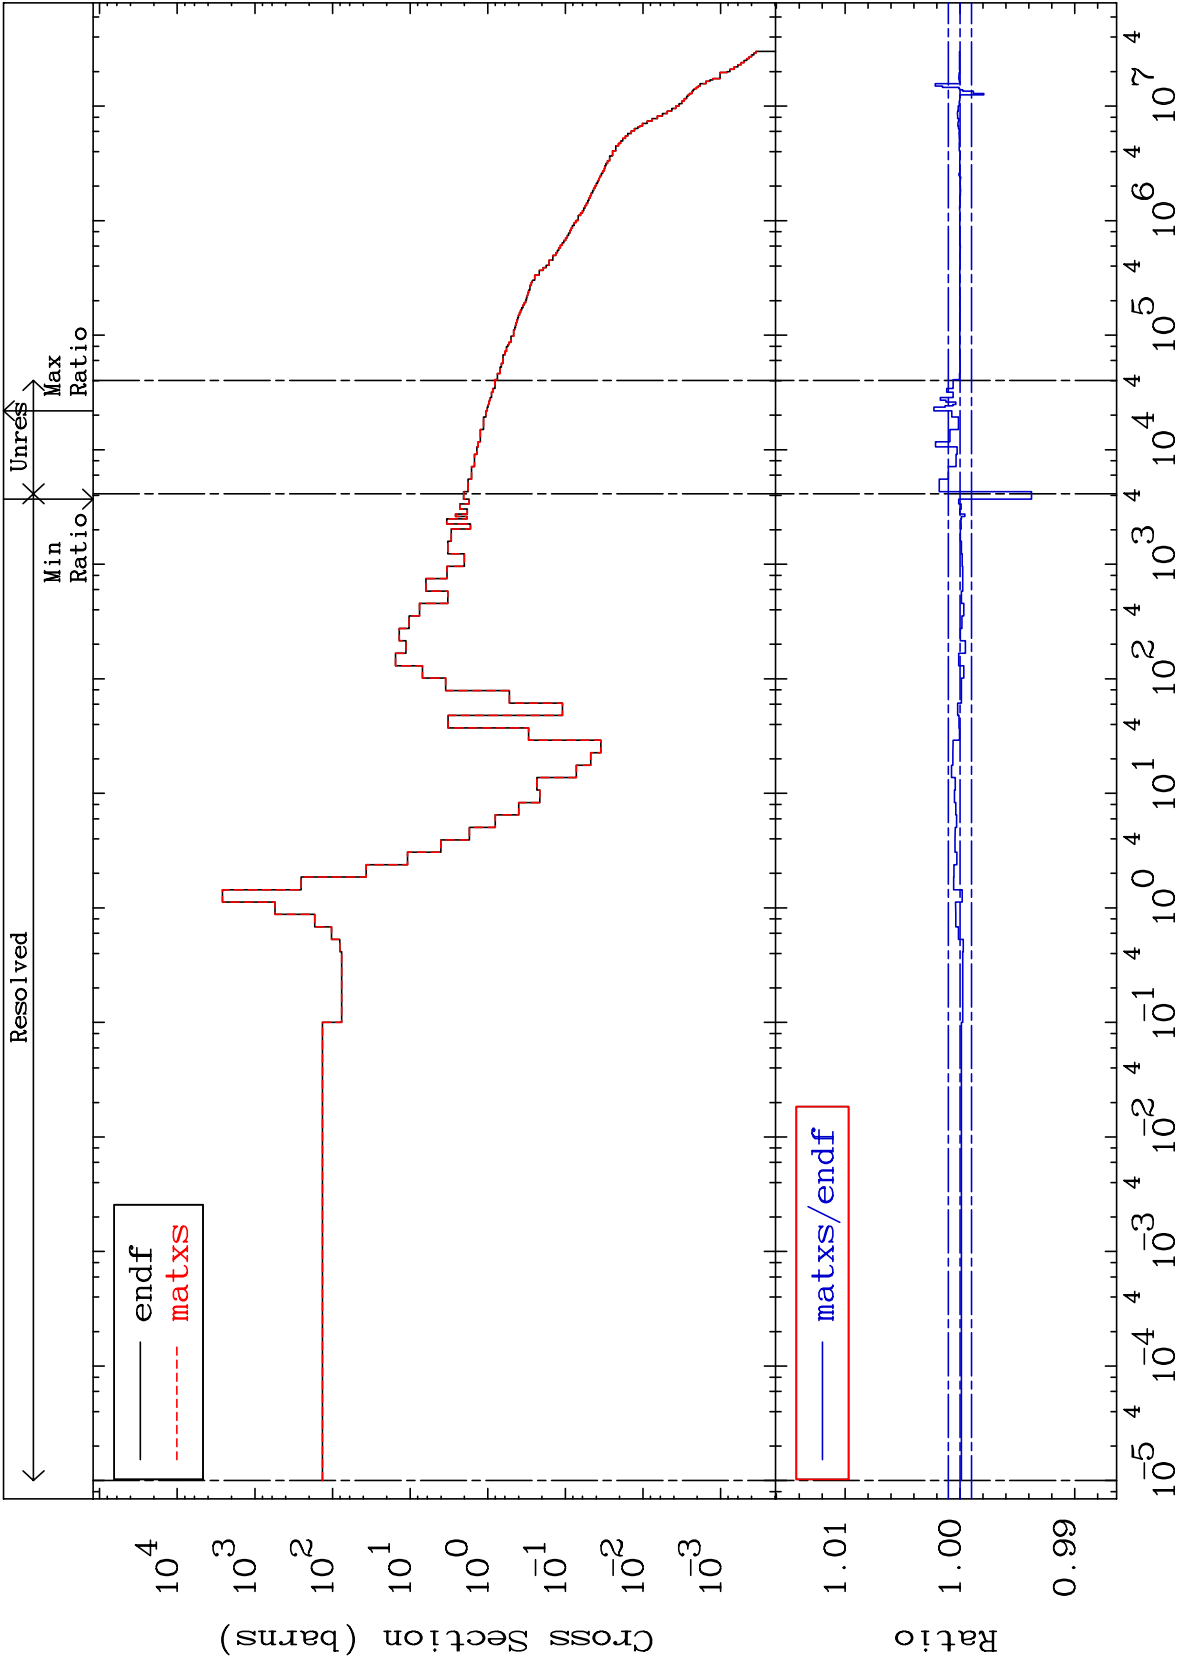 Resolved
Unres
Min
Ratio
Max
Ratio
endf
matxs
10^4
10^3
10^2
10^1
10^0
10^-1
10^-2
10^-3
Cross Section (barns)
matxs/endf
1.01
1.00
0.99
Ratio
10^-5 4 10^-4 4 10^-3 4 10^-2 4 10^-1 4 10^0 4 10^1 4 10^2 4 10^3 4 10^4 4 10^5 4 10^6 4 10^7 4